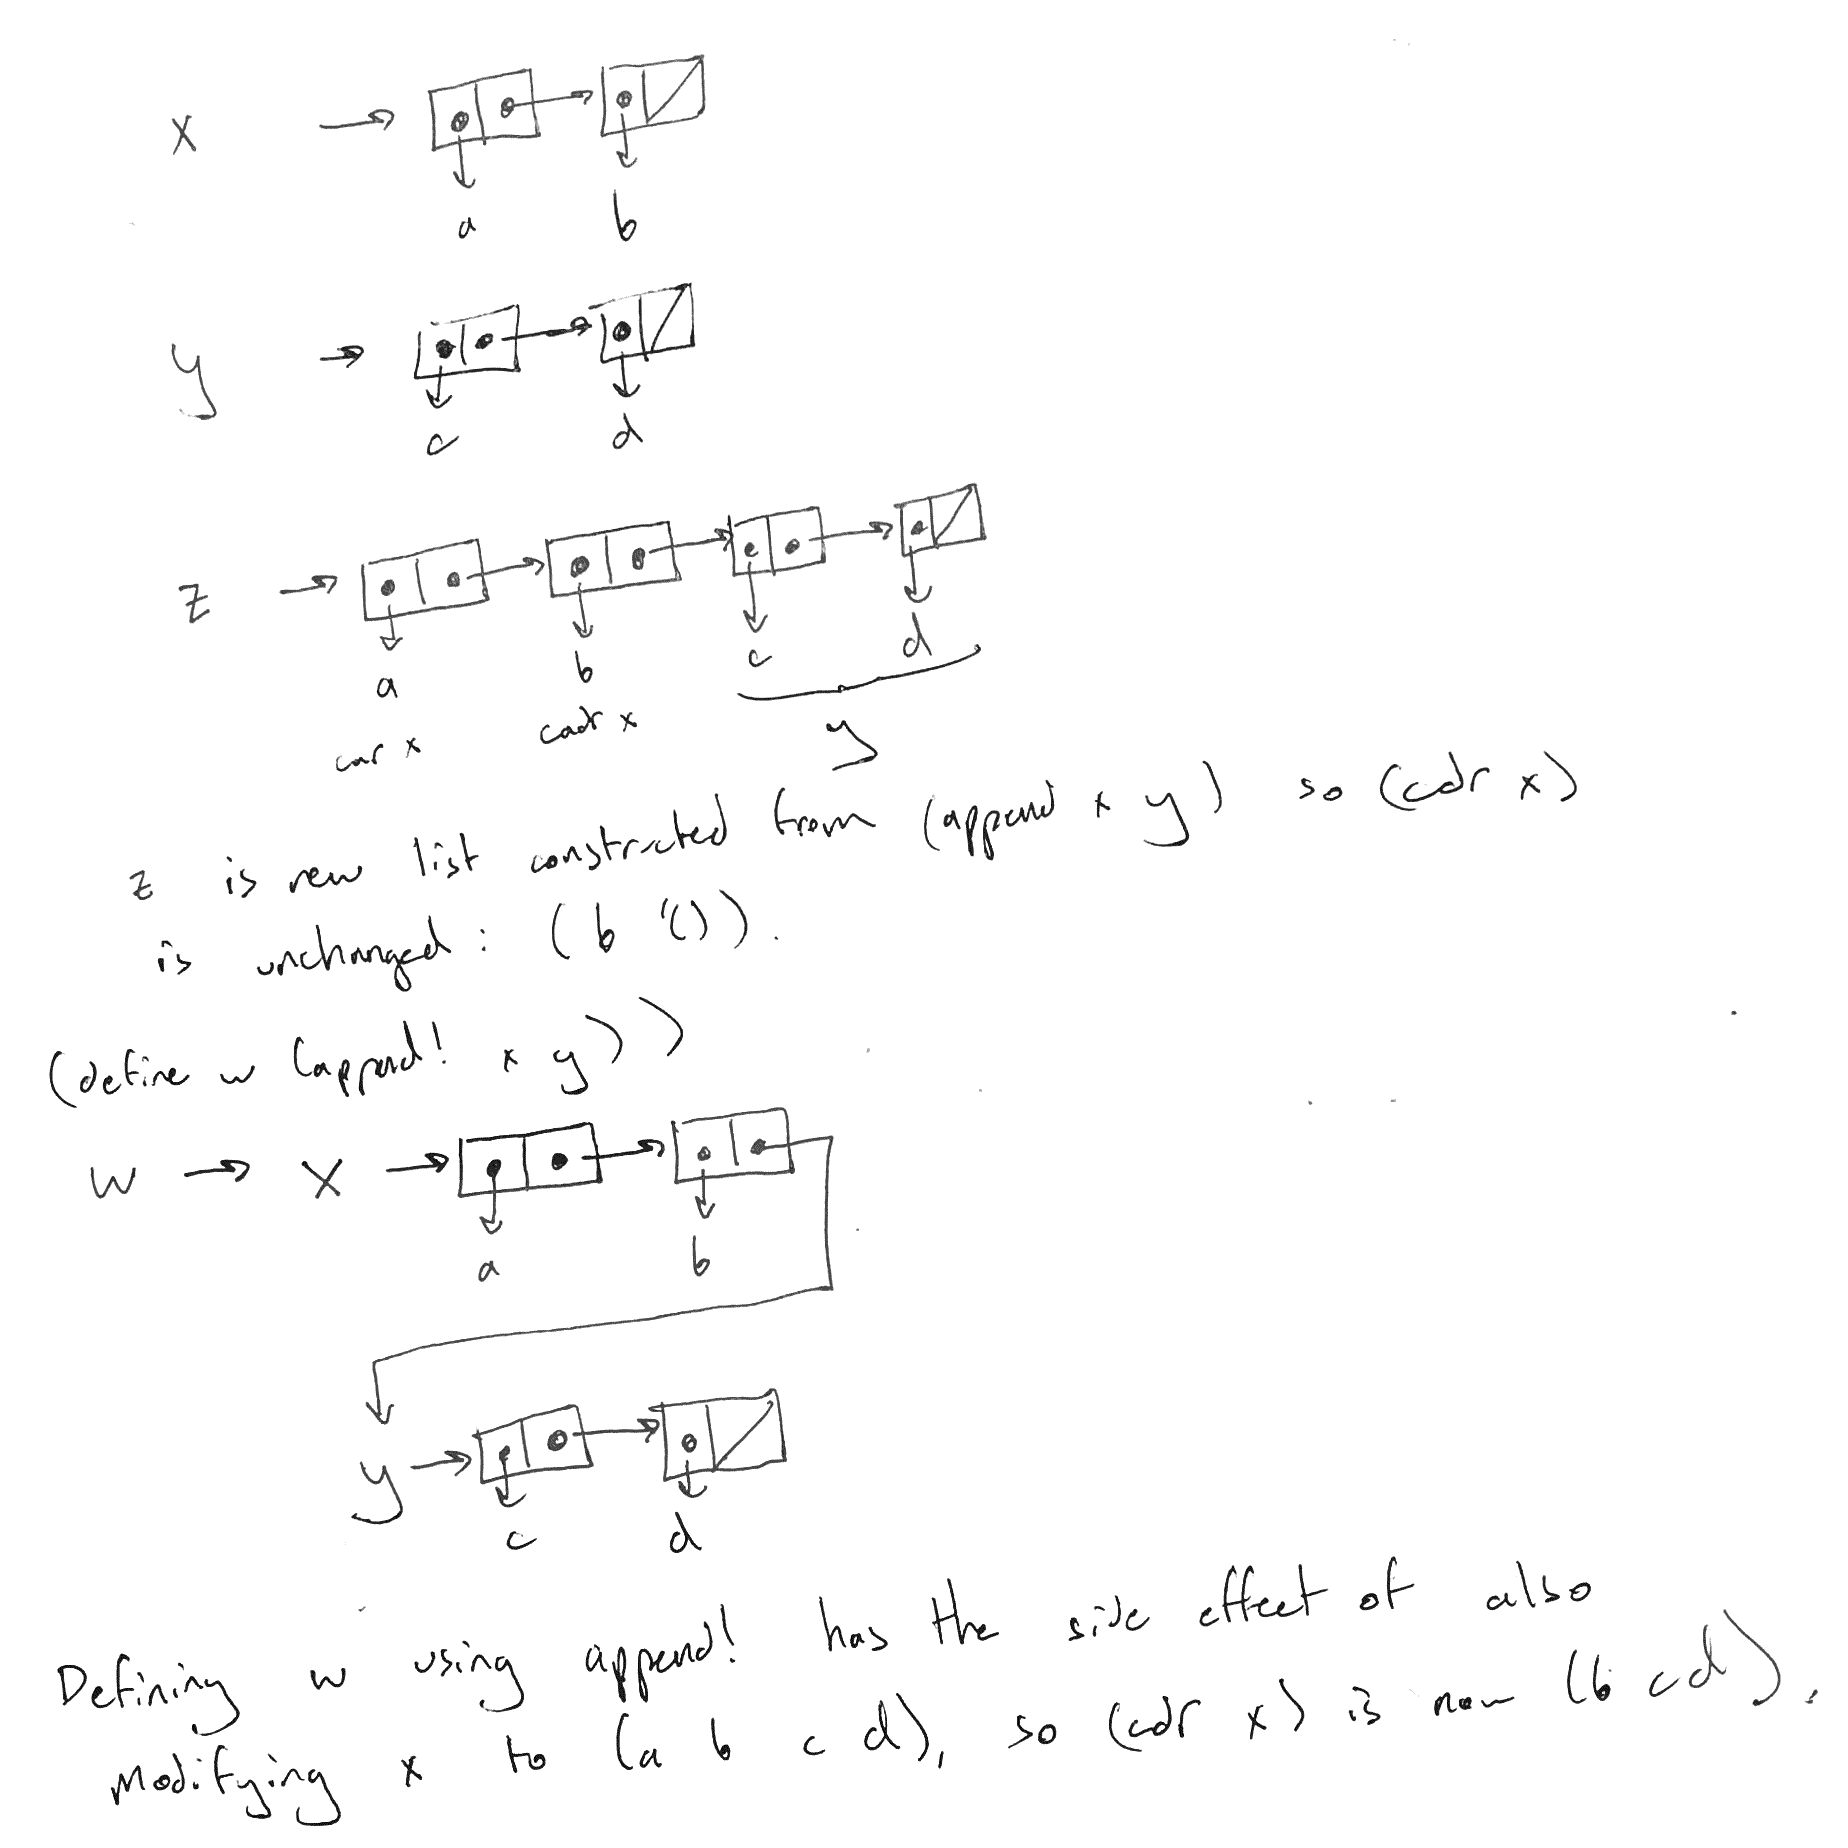 x
a b
y
c d
z
a b c d
car x cadr x y
z is new list constructed from (append x y) so (cdr x)
is unchanged: (b '()).
(define w (append! x y))
w x
a b
y
c d
Defining w using append! has the side effect of also
modifying x to (a b c d), so (cdr x) is now (b c d).